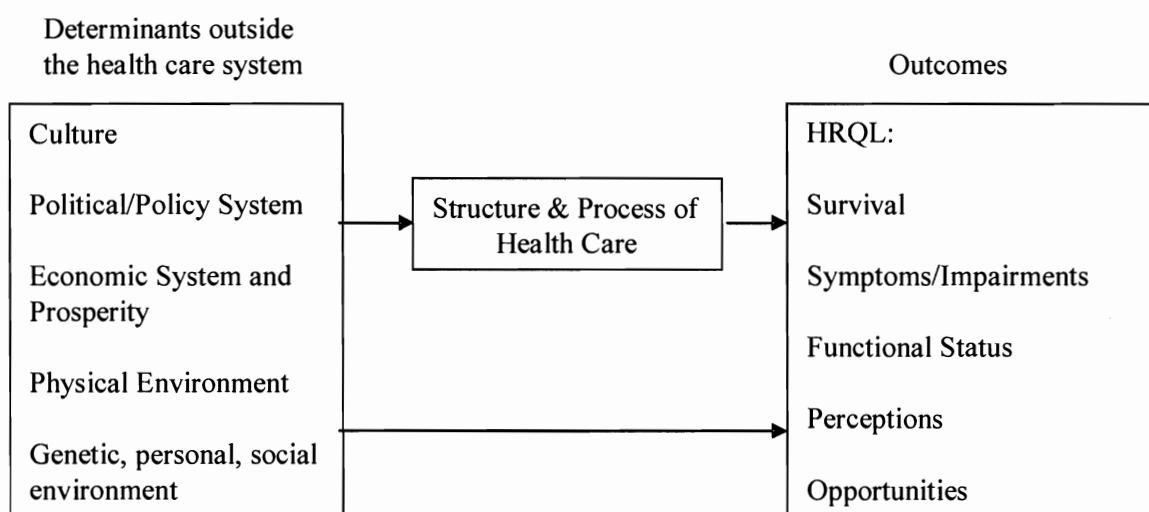 Determinants outside
the health care system
Outcomes
Culture
Political/Policy System
Economic System and
Prosperity
Physical Environment
Genetic, personal, social
environment
Structure & Process of
Health Care
HRQL:
Survival
Symptoms/Impairments
Functional Status
Perceptions
Opportunities